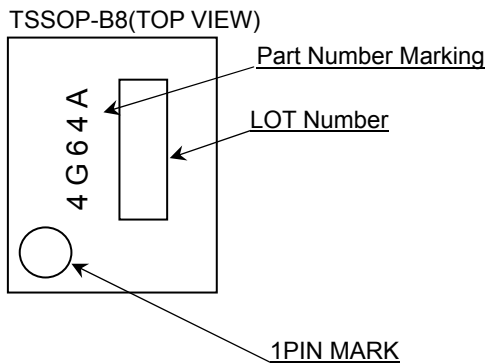 TSSOP-B8(TOP VIEW)
Part Number Marking
4G64A
LOT Number
1PIN MARK